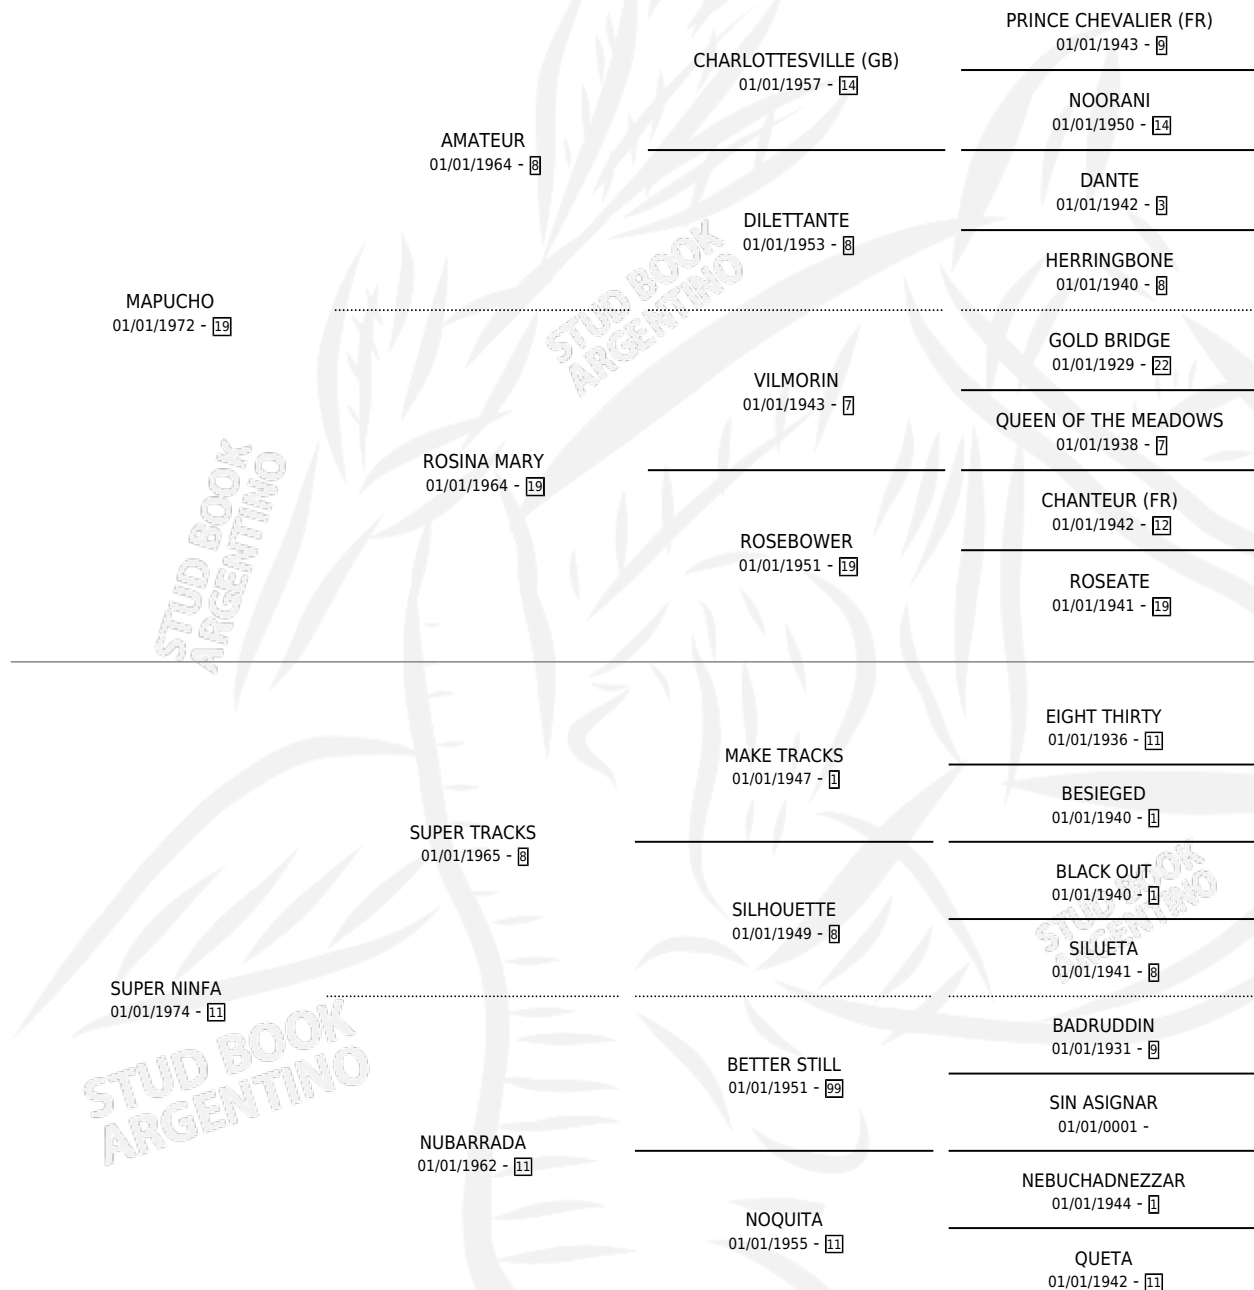 PRINCE CHEVALIER (FR)
01/01/1943 - 9
CHARLOTTESVILLE (GB)
01/01/1957 - 14
NOORANI
01/01/1950 - 14
AMATEUR
01/01/1964 - 8
DANTE
01/01/1942 - 3
DILETTANTE
01/01/1953 - 8
HERRINGBONE
01/01/1940 - 8
MAPUCHO
01/01/1972 - 19
GOLD BRIDGE
01/01/1929 - 22
VILMORIN
01/01/1943 - 7
QUEEN OF THE MEADOWS
01/01/1938 - 7
ROSINA MARY
01/01/1964 - 19
CHANTEUR (FR)
01/01/1942 - 12
ROSEBOWER
01/01/1951 - 19
ROSEATE
01/01/1941 - 19
EIGHT THIRTY
01/01/1936 - 11
MAKE TRACKS
01/01/1947 - 1
BESIEGED
01/01/1940 - 1
SUPER TRACKS
01/01/1965 - 8
BLACK OUT
01/01/1940 - 1
SILHOUETTE
01/01/1949 - 8
SILUETA
01/01/1941 - 8
SUPER NINFA
01/01/1974 - 11
BADRUDDIN
01/01/1931 - 9
BETTER STILL
01/01/1951 - 99
SIN ASIGNAR
01/01/0001 -
NUBARRADA
01/01/1962 - 11
NEBUCHADNEZZAR
01/01/1944 - 1
NOQUITA
01/01/1955 - 11
QUETA
01/01/1942 - 11
STUD BOOK
ARGENTINO
STUD BOOK
ARGENTINO
STUD BOOK
ARGENTINO
STUD BOOK
ARGENTINO